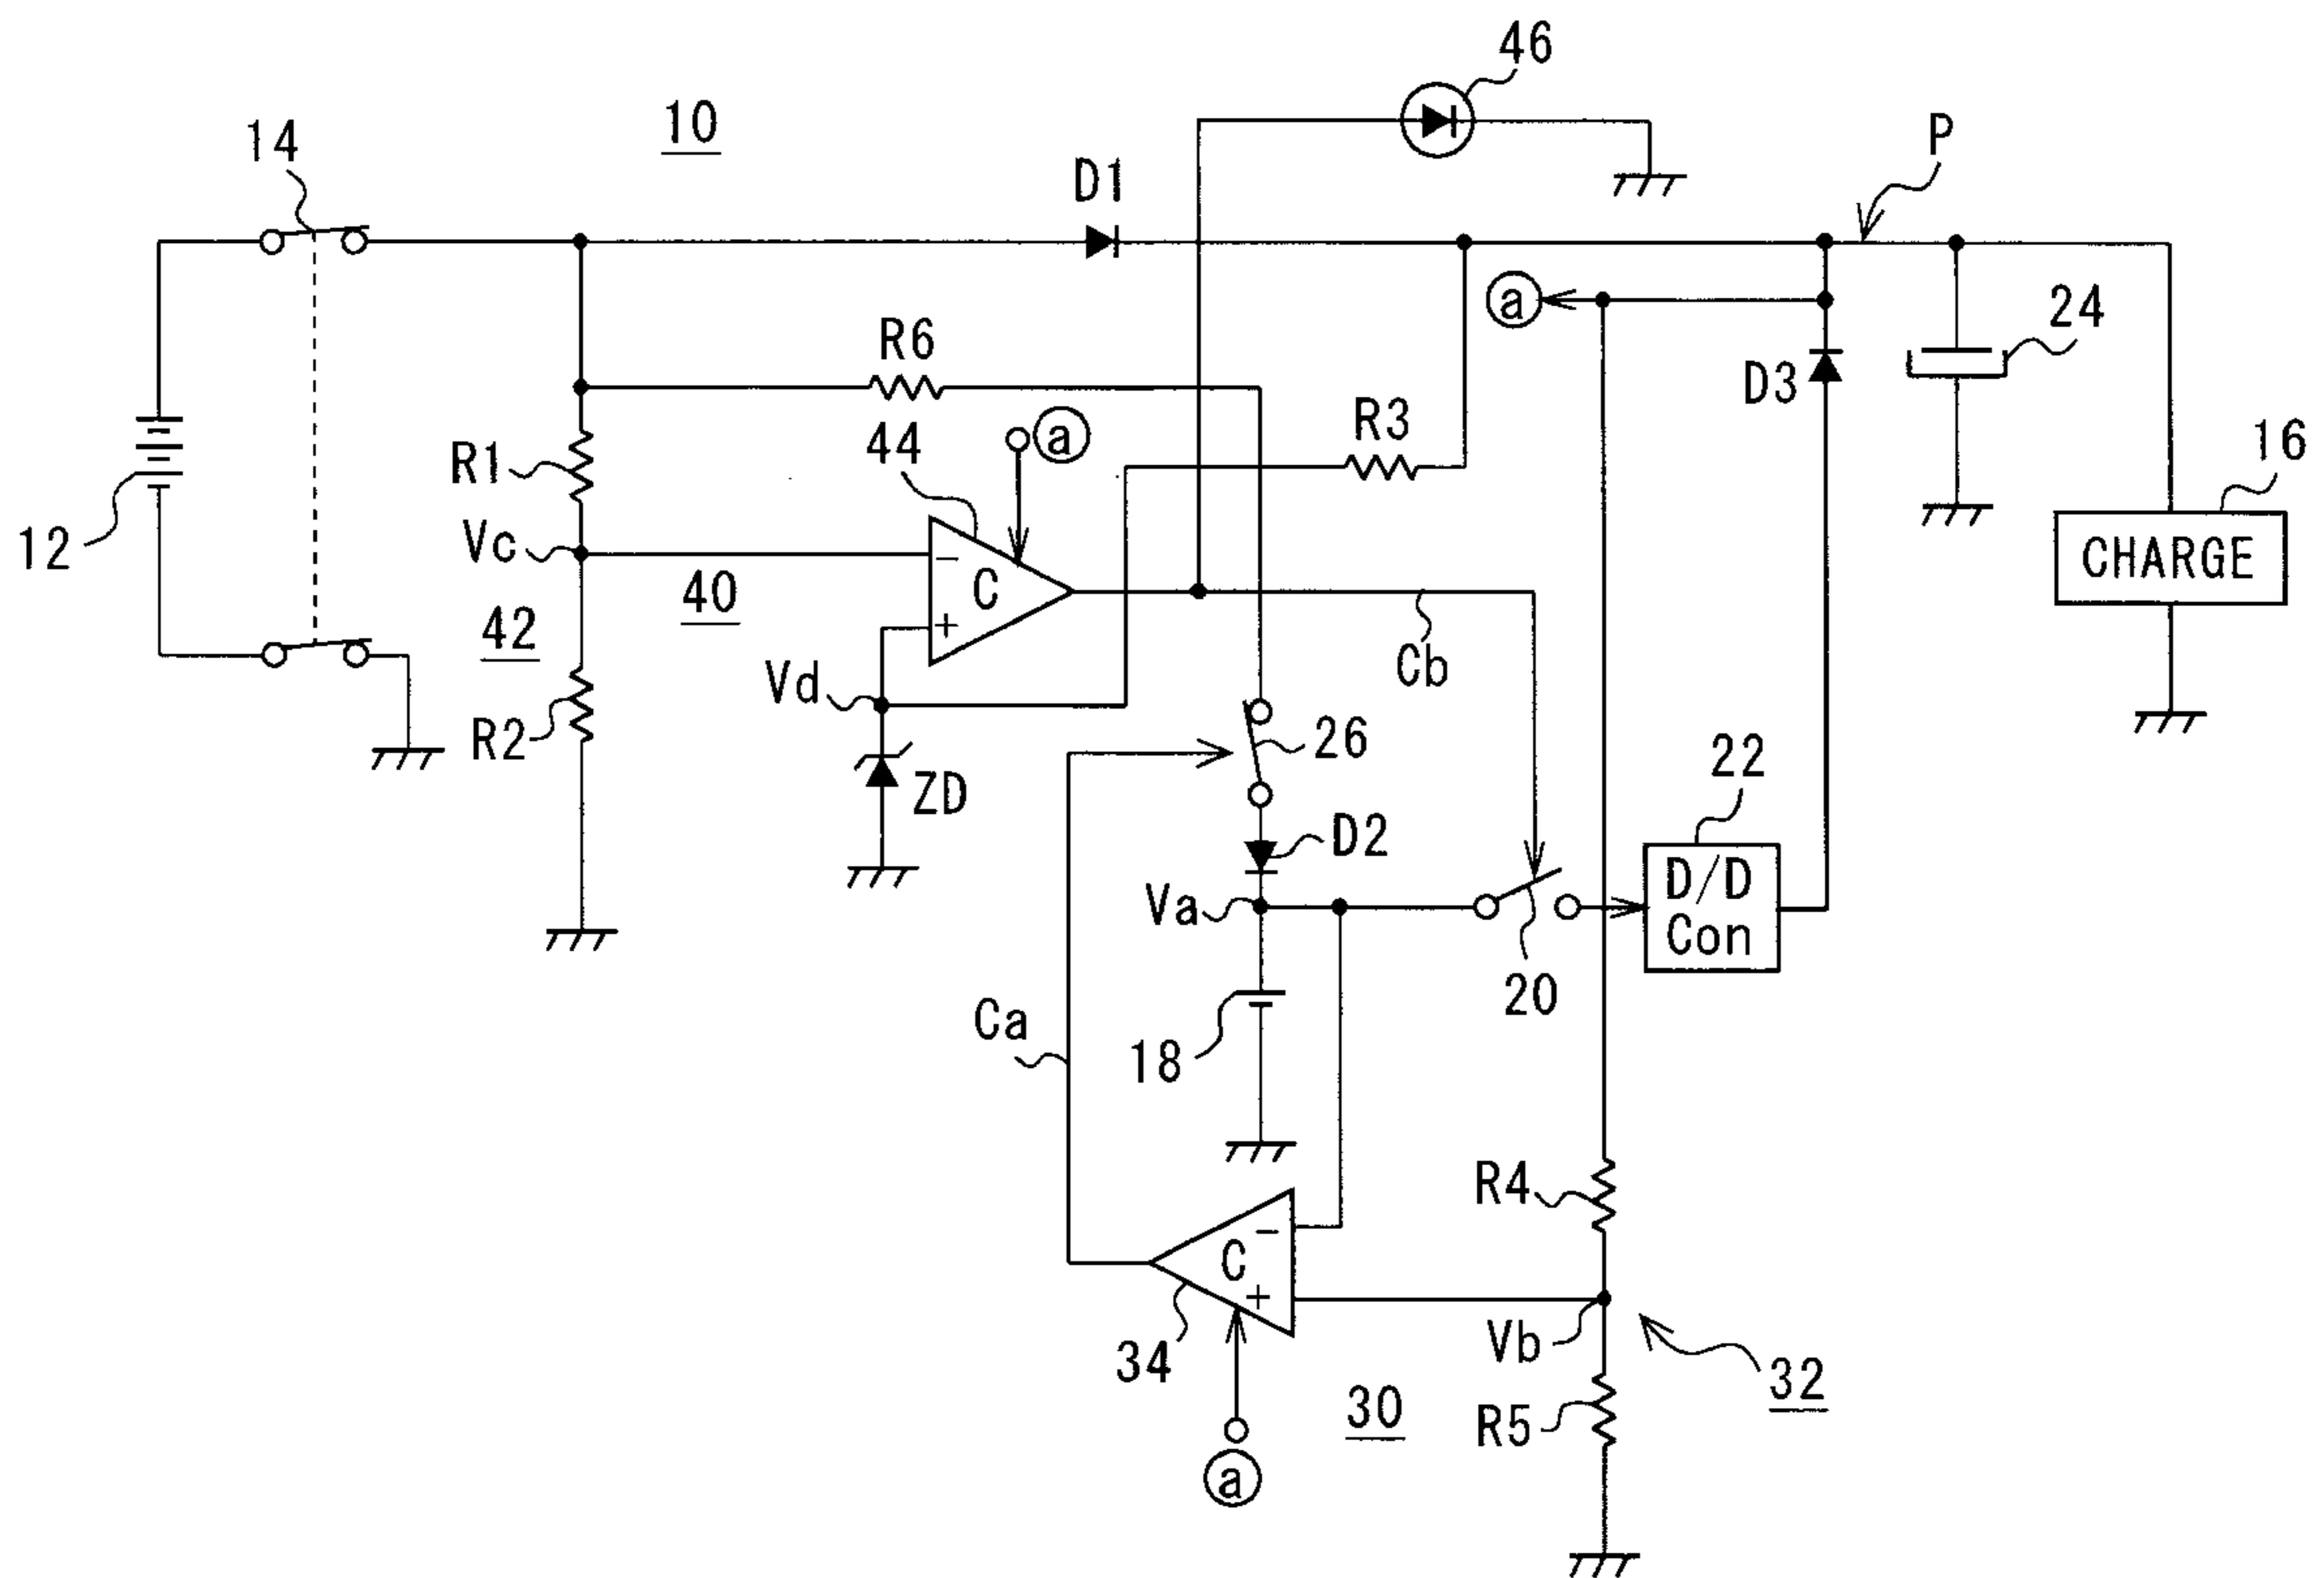 46
10
14
P
D1
a
24
R6
D3
a
R3
44
16
R1
12
Vc
CHARGE
C
−
+
40
42
Cb
Vd
R2
26
22
ZD
D2
D/D
Con
Va
20
Ca
18
R4
−
C
+
Vb
34
32
30
R5
a